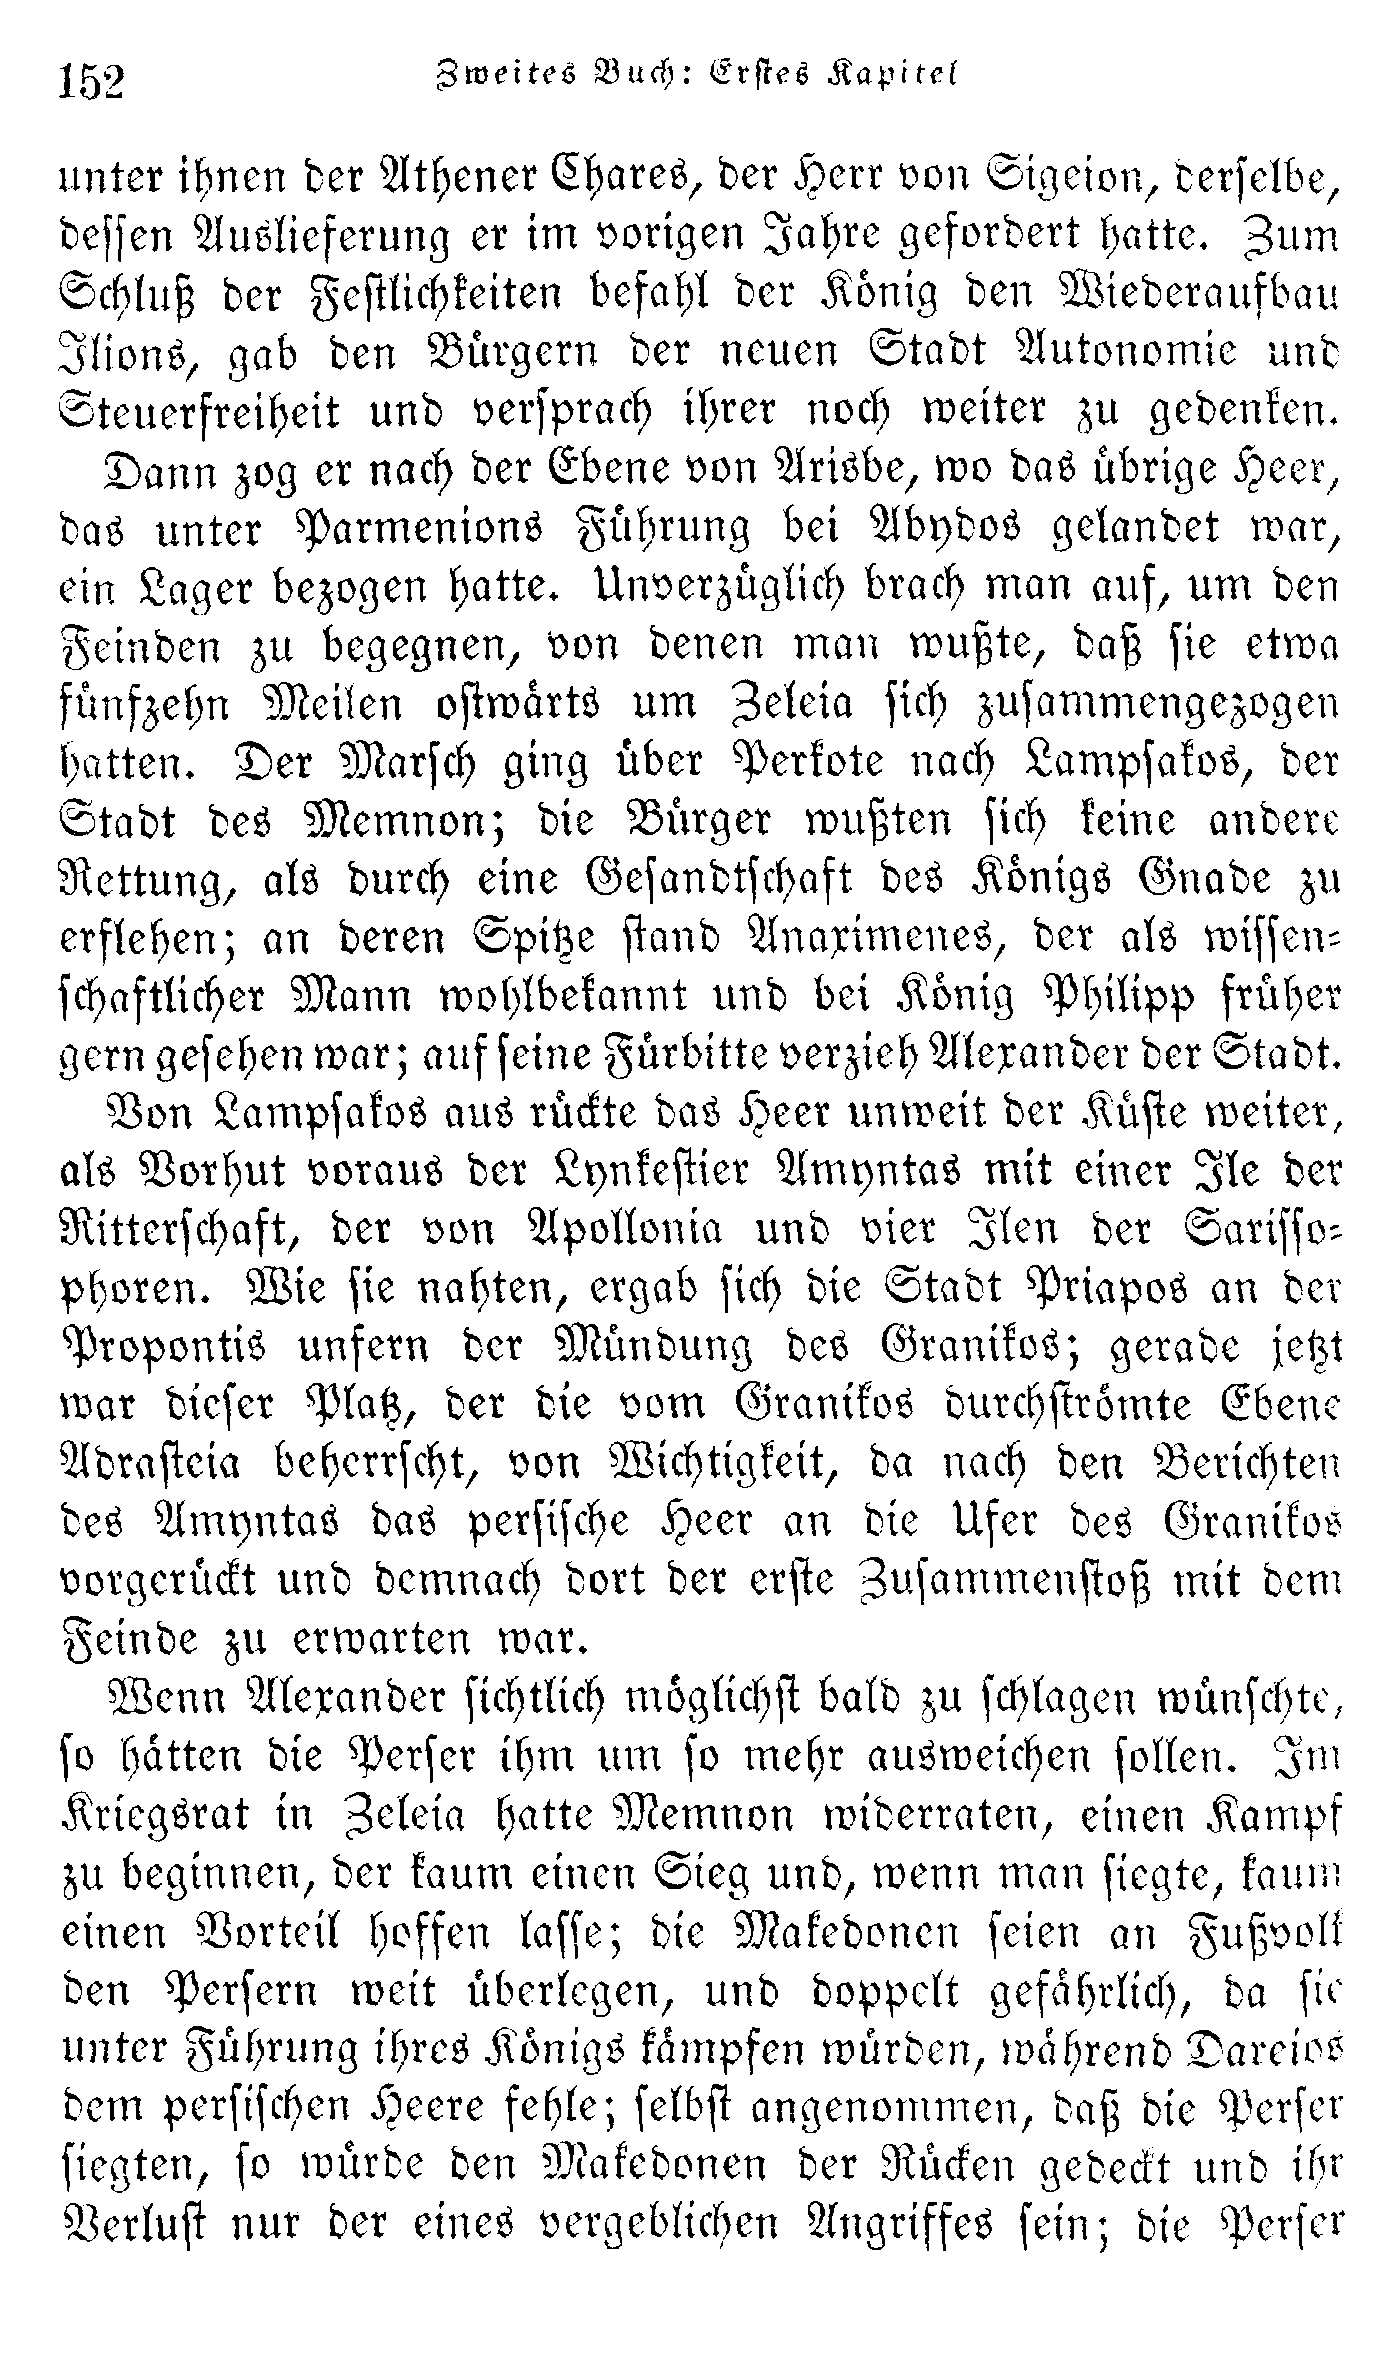 152
Zweites Buch: Erstes Kapitel
unter ihnen der Athener Chares, der Herr von Sigeion, derselbe,
dessen Auslieferung er im vorigen Jahre gefordert hatte. Zum
Schluß der Festlichkeiten befahl der König den Wiederaufbau
Ilions, gab den Bürgern der neuen Stadt Autonomie und
Steuerfreiheit und versprach ihrer noch weiter zu gedenken.
Dann zog er nach der Ebene von Arisbe, wo das übrige Heer,
das unter Parmenions Führung bei Abydos gelandet war,
ein Lager bezogen hatte. Unverzüglich brach man auf, um den
Feinden zu begegnen, von denen man wußte, daß sie etwa
fünfzehn Meilen ostwärts um Zeleia sich zusammengezogen
hatten. Der Marsch ging über Perkote nach Lampsakos, der
Stadt des Memnon; die Bürger wußten sich keine andere
Rettung, als durch eine Gesandtschaft des Königs Gnade zu
erflehen; an deren Spitze stand Anaximenes, der als wissen-
schaftlicher Mann wohlbekannt und bei König Philipp früher
gern gesehen war; auf seine Fürbitte verzieh Alexander der Stadt.
Von Lampsakos aus rückte das Heer unweit der Küste weiter,
als Vorhut voraus der Lynkestier Amyntas mit einer Ile der
Ritterschaft, der von Apollonia und vier Ilen der Sarisso-
phoren. Wie sie nahten, ergab sich die Stadt Priapos an der
Propontis unfern der Mündung des Granikos; gerade jetzt
war dieser Platz, der die vom Granikos durchströmte Ebene
Adrasteia beherrscht, von Wichtigkeit, da nach den Berichten
des Amyntas das persische Heer an die Ufer des Granikos
vorgerückt und demnach dort der erste Zusammenstoß mit dem
Feinde zu erwarten war.
Wenn Alexander sichtlich möglichst bald zu schlagen wünschte,
so hätten die Perser ihm um so mehr ausweichen sollen. Im
Kriegsrat in Zeleia hatte Memnon widerraten, einen Kampf
zu beginnen, der kaum einen Sieg und, wenn man siegte, kaum
einen Vorteil hoffen lasse; die Makedonen seien an Fußvolk
den Persern weit überlegen, und doppelt gefährlich, da sie
unter Führung ihres Königs kämpfen würden, während Dareios
dem persischen Heere fehle; selbst angenommen, daß die Perser
siegten, so würde den Makedonen der Rücken gedeckt und ihr
Verlust nur der eines vergeblichen Angriffes sein; die Perser